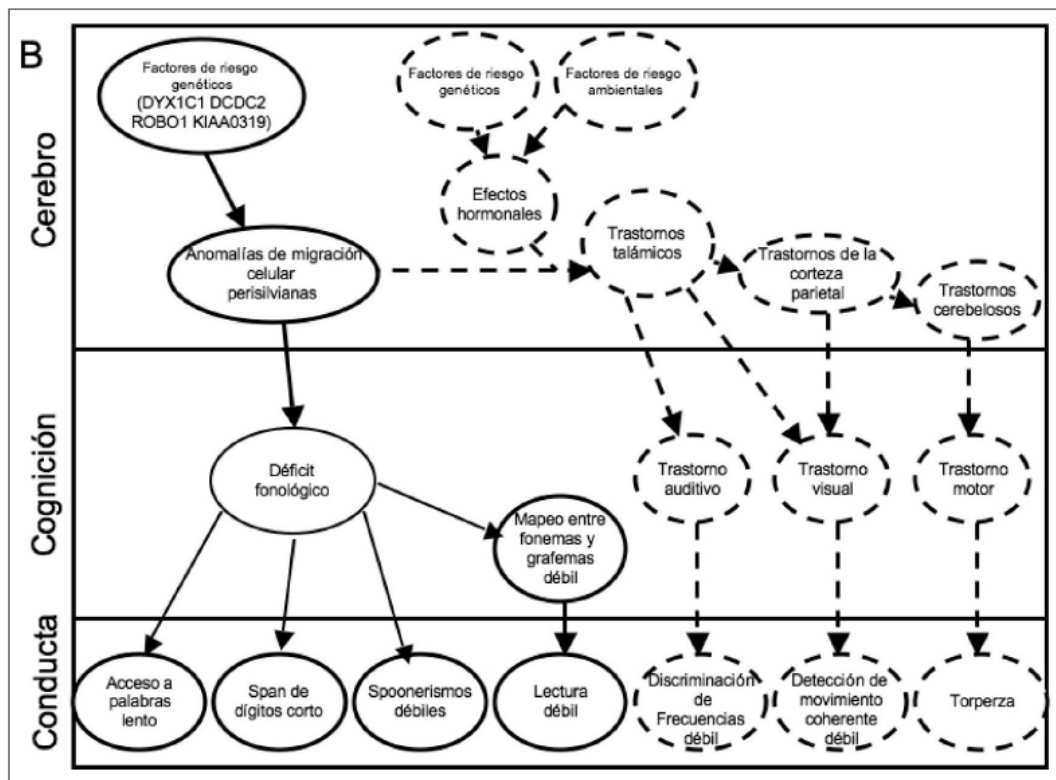 B
Cerebro
Factores de riesgo
genéticos
(DYX1C1 DCDC2
ROBO1 KIAA0319)
Factores de riesgo
genéticos
Factores de riesgo
ambientales
Efectos
hormonales
Anomalías de migración
celular
perisilvianas
Trastornos
talámicos
Trastornos de la
corteza
parietal
Trastornos
cerebelosos
Cognición
Déficit
fonológico
Mapeo entre
fonemas y
grafemas
débil
Trastorno
auditivo
Trastorno
visual
Trastorno
motor
Conducta
Acceso a
palabras
lento
Span de
dígitos corto
Spoonerismos
débiles
Lectura
débil
Discriminación
de
Frecuencias
débil
Detección de
movimiento
coherente
débil
Torperza